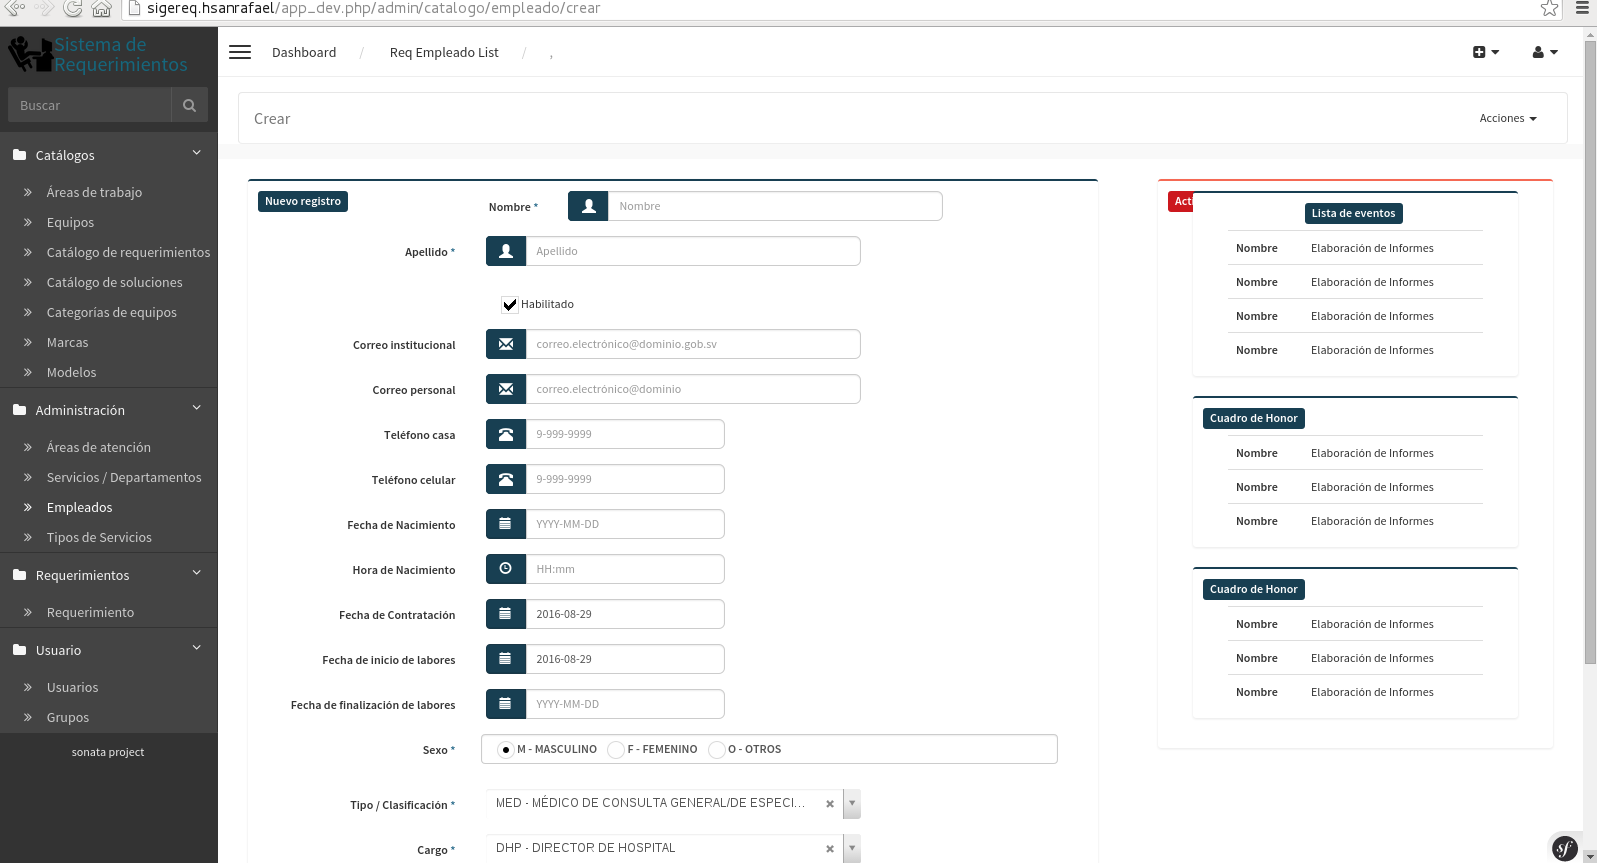 sigereq.hsanrafael/app_dev.php/admin/catalogo/empleado/crear
Sistema de
Requerimientos
Buscar
Catálogos
Áreas de trabajo
Equipos
Catálogo de requerimientos
Catálogo de soluciones
Categorías de equipos
Marcas
Modelos
Administración
Áreas de atención
Servicios / Departamentos
Empleados
Tipos de Servicios
Requerimientos
Requerimiento
Usuario
Usuarios
Grupos
sonata project
Dashboard / Req Empleado List / ,
Crear
Acciones
Nuevo registro
Nombre * Nombre
Apellido * Apellido
Habilitado
Correo institucional correo.electrónico@dominio.gob.sv
Correo personal correo.electrónico@dominio
Teléfono casa 9-999-9999
Teléfono celular 9-999-9999
Fecha de Nacimiento YYYY-MM-DD
Hora de Nacimiento HH:mm
Fecha de Contratación 2016-08-29
Fecha de inicio de labores 2016-08-29
Fecha de finalización de labores YYYY-MM-DD
Sexo * M - MASCULINO F - FEMENINO O - OTROS
Tipo / Clasificación * MED - MÉDICO DE CONSULTA GENERAL/DE ESPECI...
Cargo * DHP - DIRECTOR DE HOSPITAL
Acti
Lista de eventos
Nombre Elaboración de Informes
Nombre Elaboración de Informes
Nombre Elaboración de Informes
Nombre Elaboración de Informes
Cuadro de Honor
Nombre Elaboración de Informes
Nombre Elaboración de Informes
Nombre Elaboración de Informes
Cuadro de Honor
Nombre Elaboración de Informes
Nombre Elaboración de Informes
Nombre Elaboración de Informes
sf